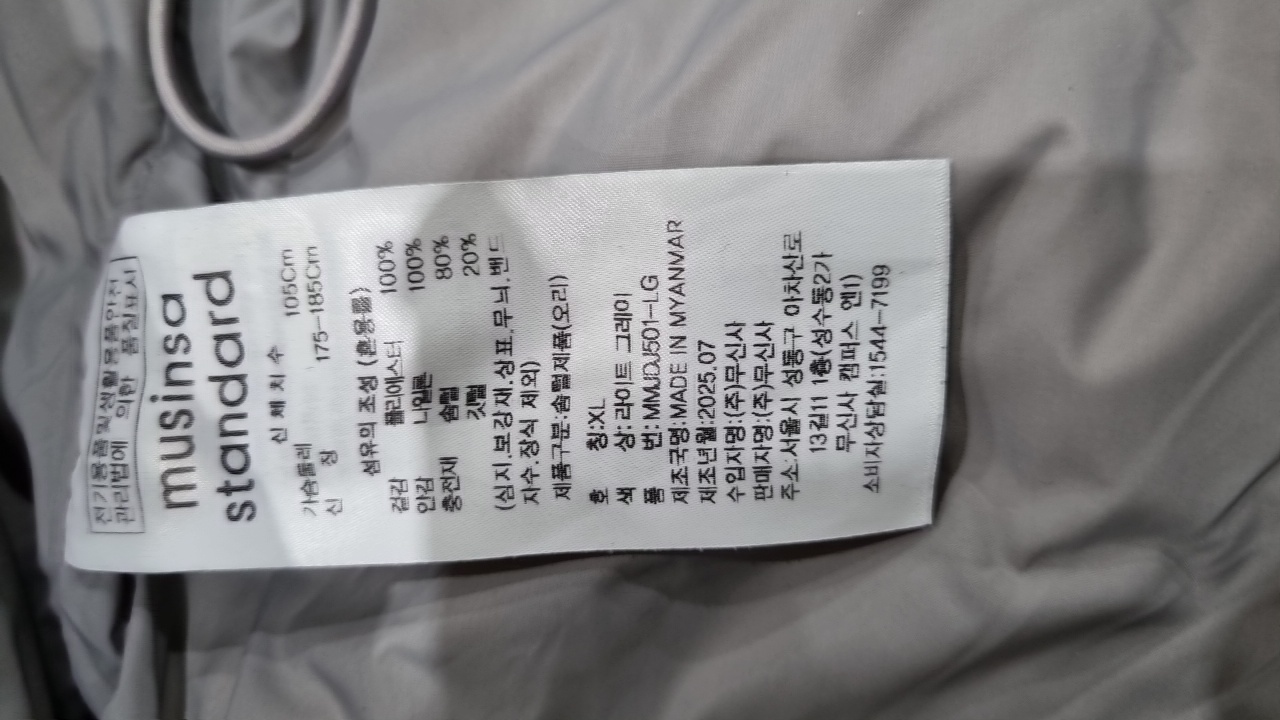 전기용품및생활용품안전
관리법에 의한 품질표시
musinsa
standard
신체치수
가슴둘레 105Cm
신 장 175-185Cm
섬유의 조성 (혼용률)
겉감 폴리에스터 100%
안감 나일론 100%
충전재 솜털 80%
깃털 20%
(심지.보강재.상표.무늬.밴드
자수.장식 제외)
제품구분:솜털제품(오리)
호 칭:XL
색 상:라이트 그레이
품 번:MMJDJ501-LG
제조국명:MADE IN MYANMAR
제조년월:2025.07
수입자명:(주)무신사
판매자명:(주)무신사
주소:서울시 성동구 아차산로
13길11 1층(성수동2가
무신사 캠퍼스 엔1)
소비자상담실:1544-7199